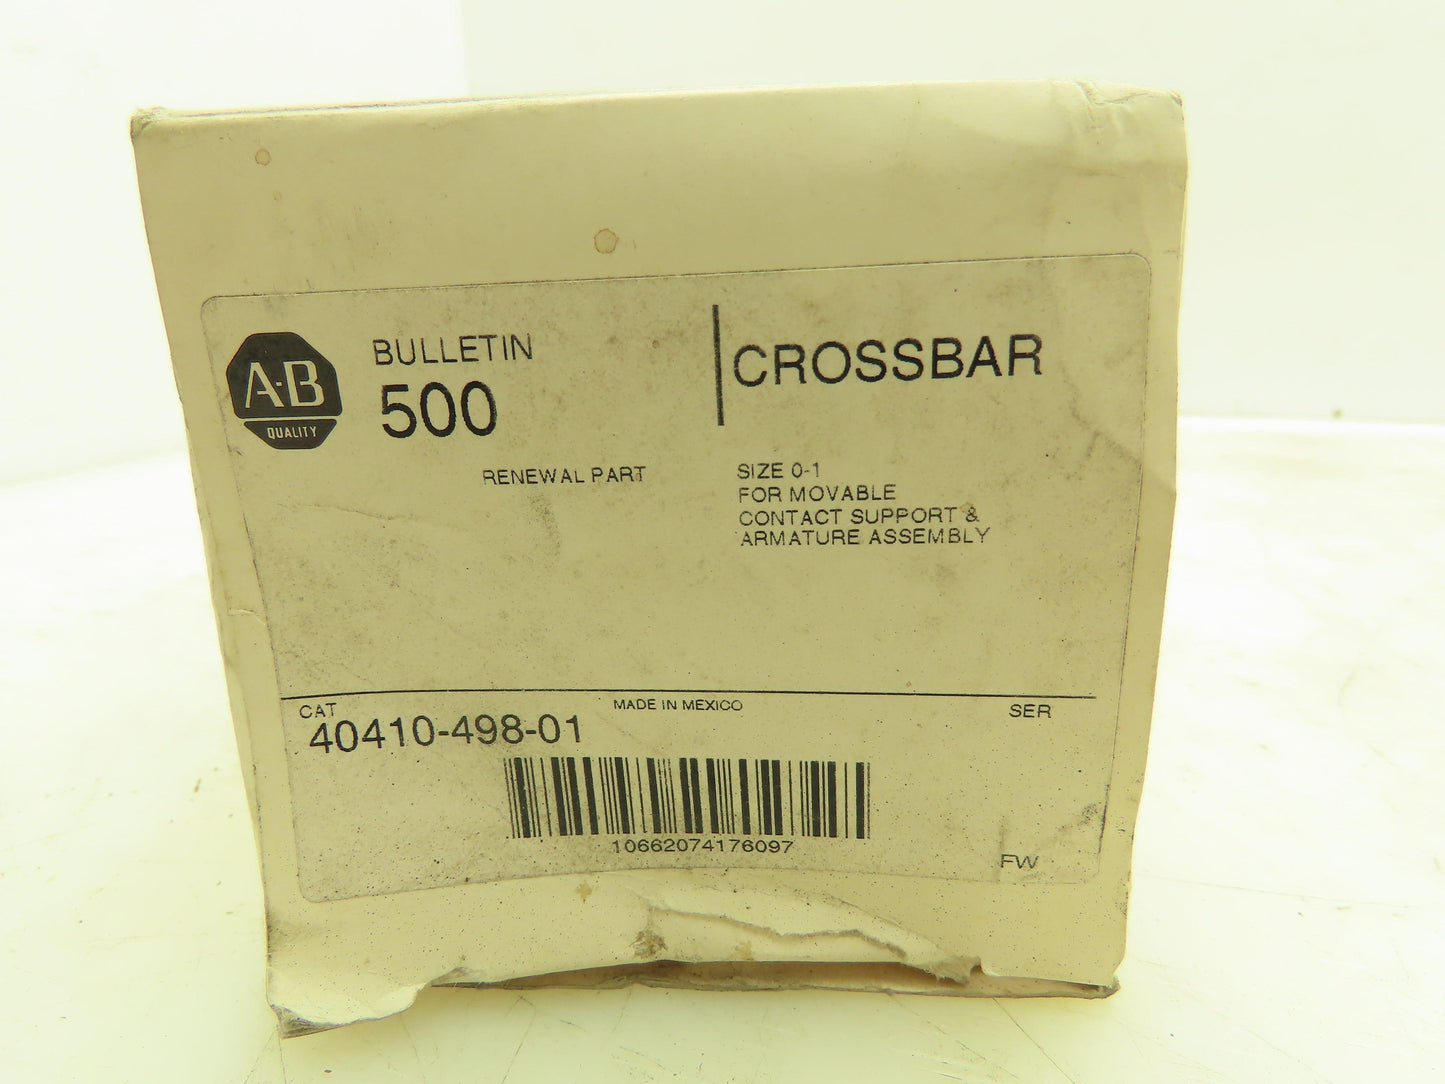 A-B
QUALITY
BULLETIN
500
CROSSBAR
RENEWAL PART
SIZE 0-1
FOR MOVABLE
CONTACT SUPPORT &
ARMATURE ASSEMBLY
CAT
MADE IN MEXICO
SER
40410-498-01
10662074176097
FW